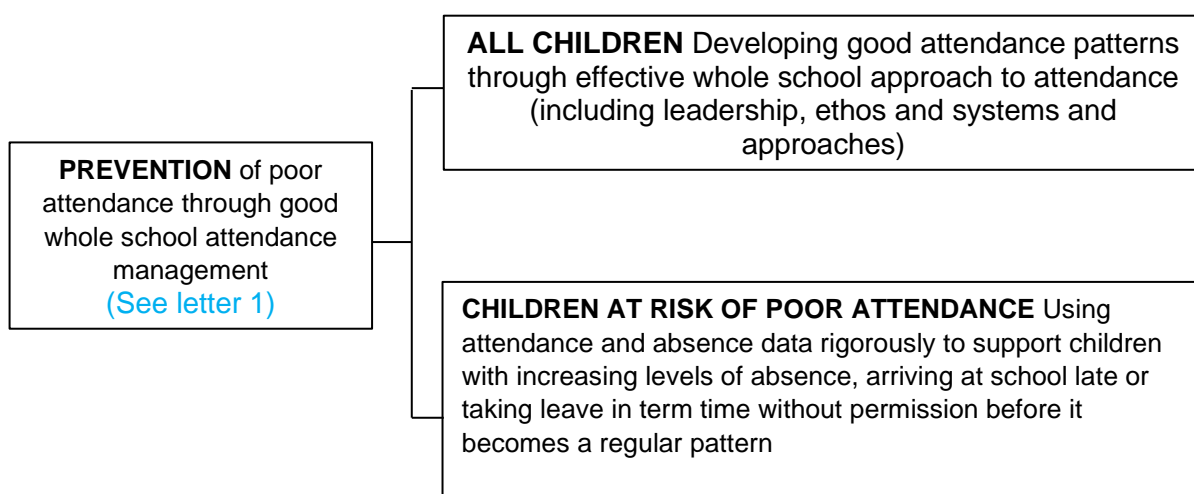 PREVENTION of poor
attendance through good
whole school attendance
management
(See letter 1)
ALL CHILDREN Developing good attendance patterns
through effective whole school approach to attendance
(including leadership, ethos and systems and
approaches)
CHILDREN AT RISK OF POOR ATTENDANCE Using
attendance and absence data rigorously to support children
with increasing levels of absence, arriving at school late or
taking leave in term time without permission before it
becomes a regular pattern